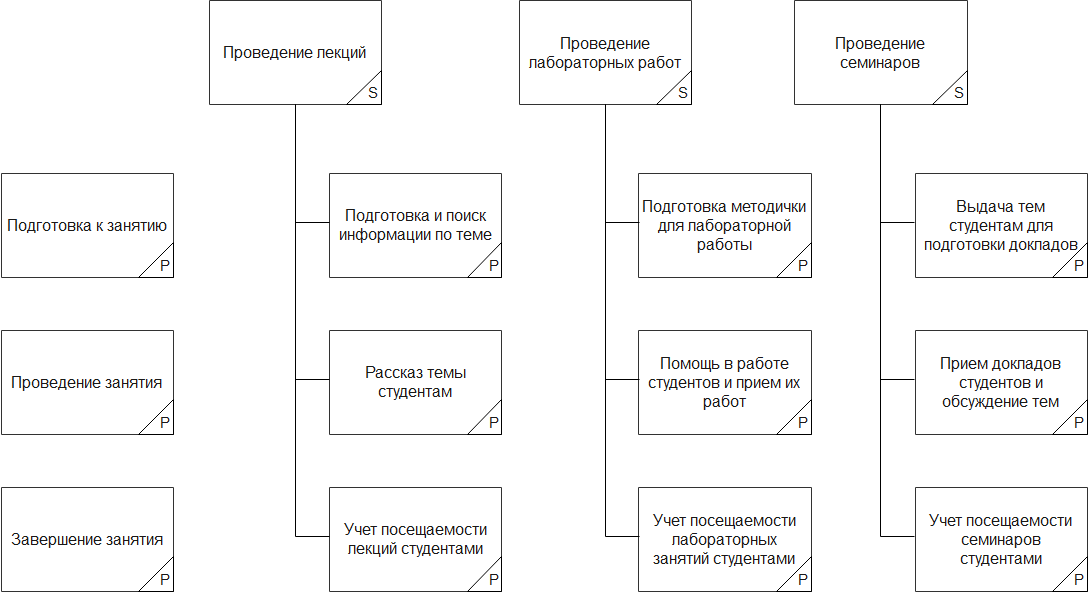 Проведение лекций
S
Проведение
лабораторных работ
S
Проведение
семинаров
S
Подготовка к занятию
P
Подготовка и поиск
информации по теме
P
Подготовка методички
для лабораторной
работы
P
Выдача тем
студентам для
подготовки докладов
P
Проведение занятия
P
Рассказ темы
студентам
P
Помощь в работе
студентов и прием их
работ
P
Прием докладов
студентов и
обсуждение тем
P
Завершение занятия
P
Учет посещаемости
лекций студентами
P
Учет посещаемости
лабораторных
занятий студентами
P
Учет посещаемости
семинаров
студентами
P